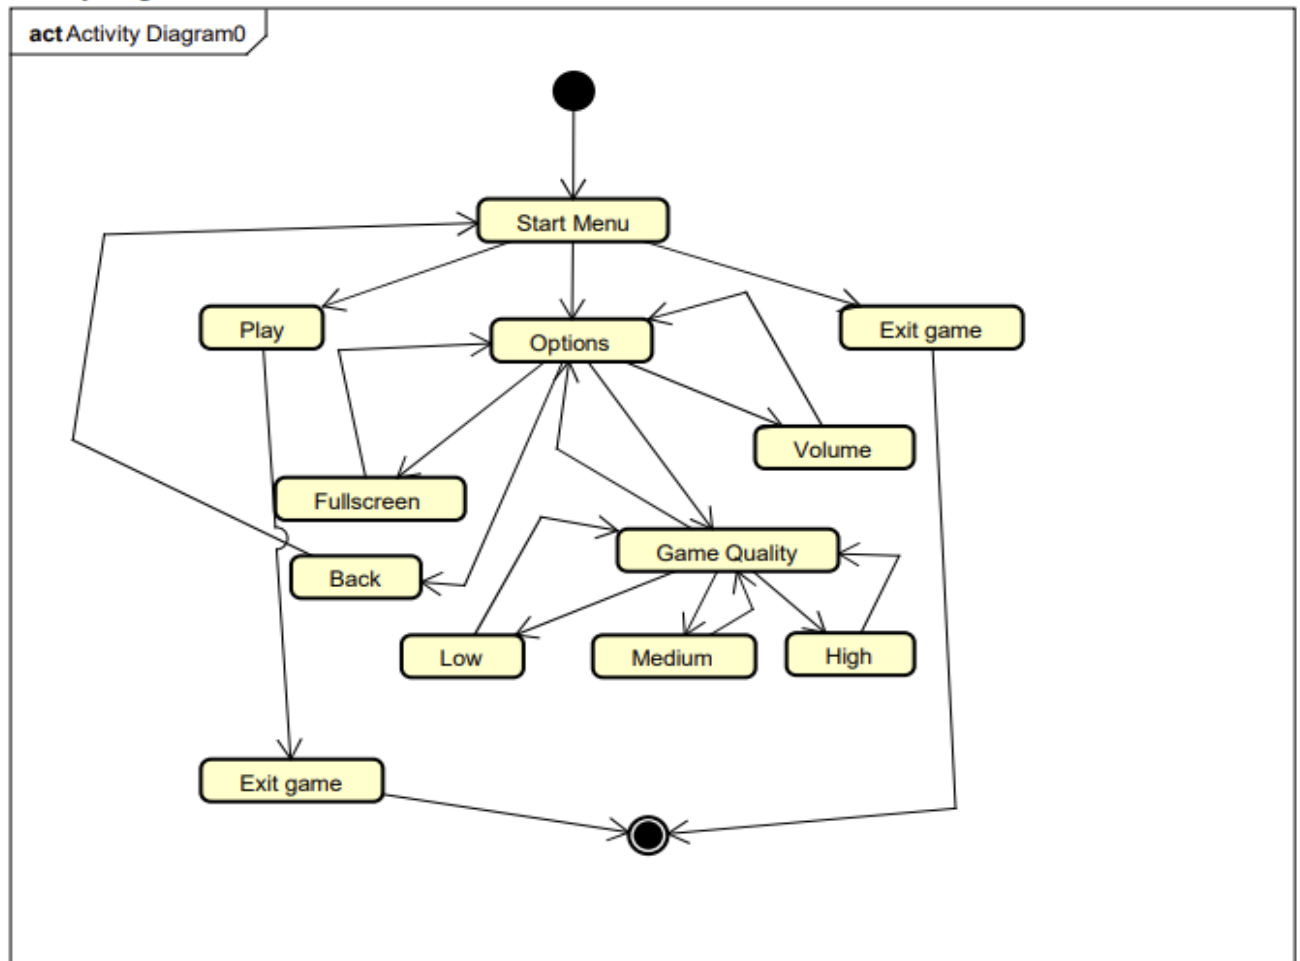 act Activity Diagram0
Start Menu
Play
Options
Exit game
Volume
Fullscreen
Game Quality
Back
Low
Medium
High
Exit game